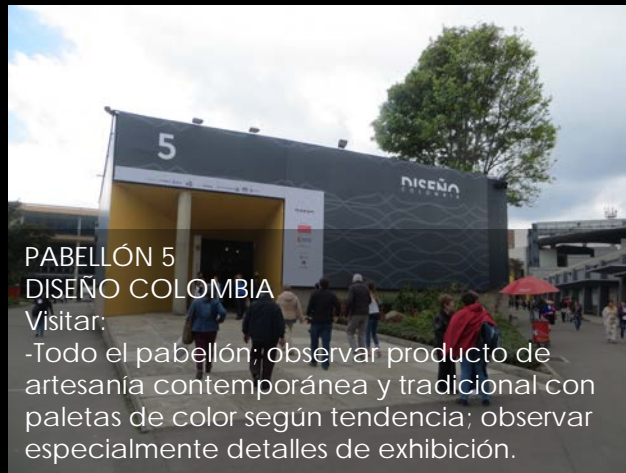 5
DISEÑO
COLOMBIA
PABELLÓN 5
DISEÑO COLOMBIA
Visitar:
-Todo el pabellón; observar producto de
artesanía contemporánea y tradicional con
paletas de color según tendencia; observar
especialmente detalles de exhibición.